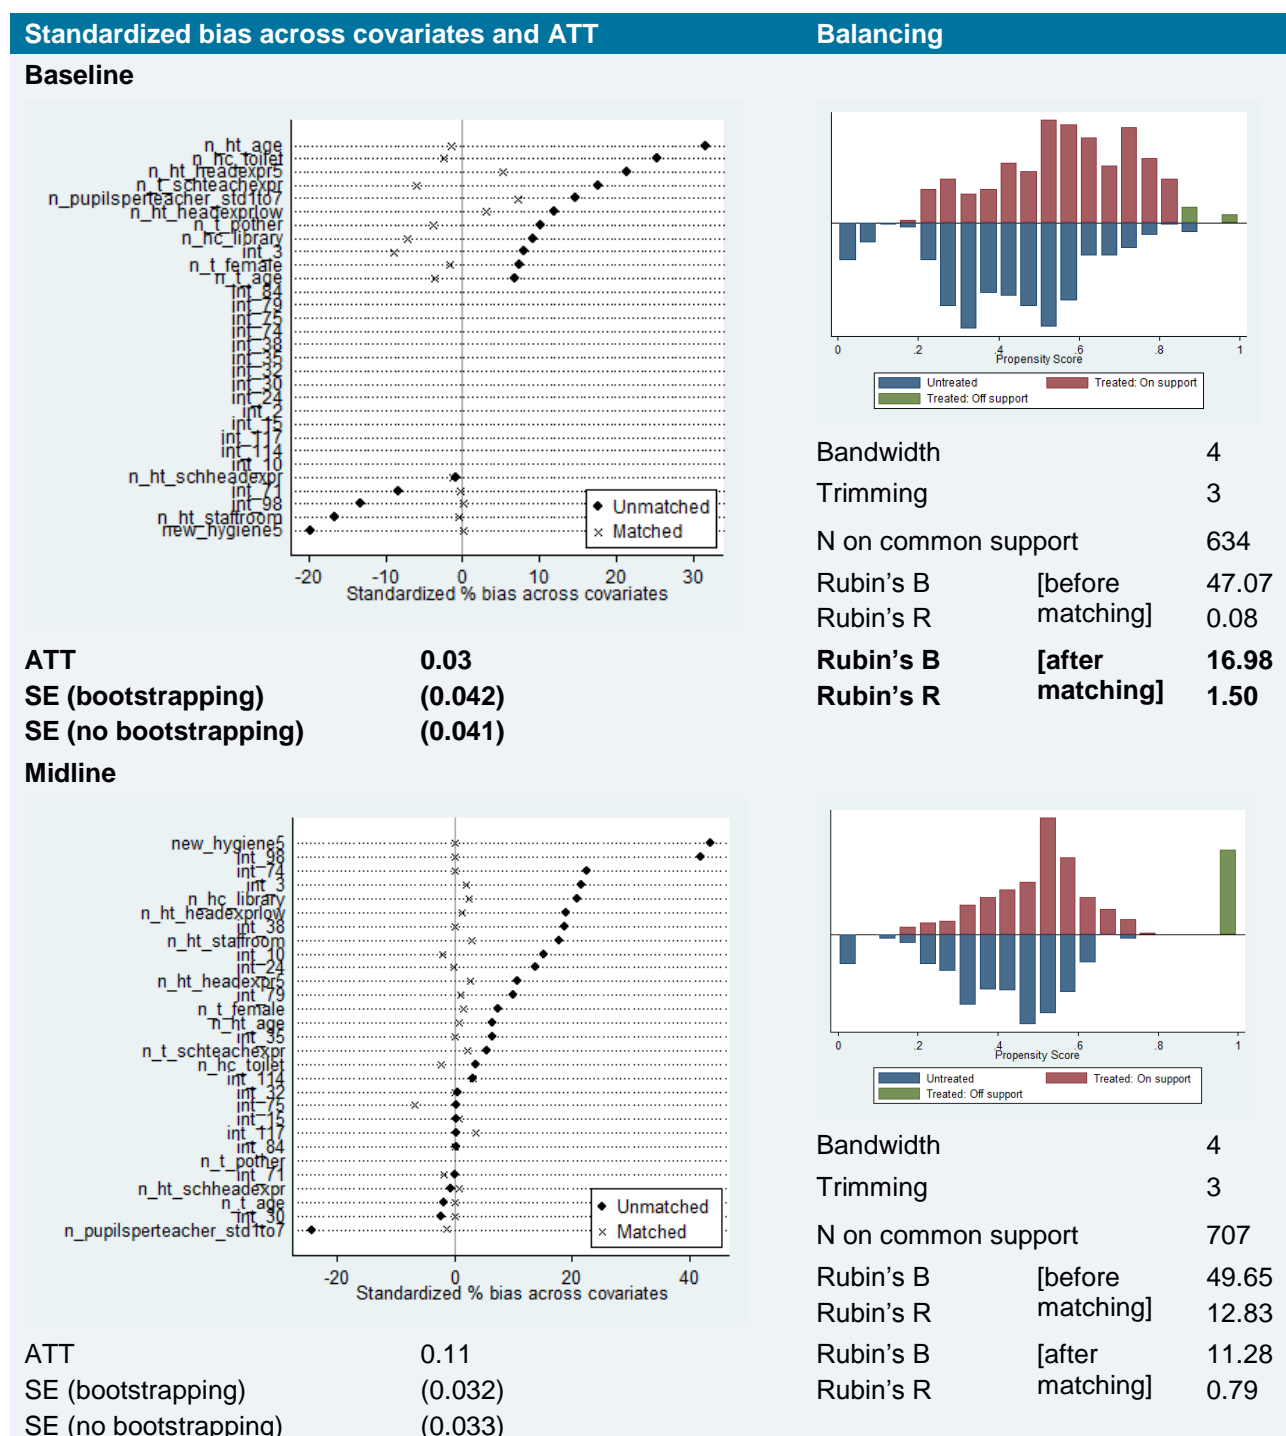 Standardized bias across covariates and ATT Balancing
Baseline
n_ht_age
n_hc_toilet
n_ht_headexpr5
n_t_schteachexpr
n_pupilsperteacher_std1to7
n_ht_headexprlow
n_t_pother
n_hc_library
int_3
n_t_female
n_t_age
int_84
int_79
int_75
int_74
int_38
int_35
int_32
int_30
int_24
int_2
int_15
int_117
int_114
int_10
n_ht_schheadexpr
int_71
int_98
n_ht_staffroom
new_hygiene5
Unmatched
Matched
-20 -10 0 10 20 30
Standardized % bias across covariates
0 .2 .4 .6 .8 1
Propensity Score
Untreated Treated: On support
Treated: Off support
Bandwidth 4
Trimming 3
N on common support 634
Rubin's B [before matching] 47.07
Rubin's R 0.08
ATT 0.03
SE (bootstrapping) (0.042)
SE (no bootstrapping) (0.041)
Rubin's B [after matching] 16.98
Rubin's R 1.50
Midline
new_hygiene5
int_98
int_74
int_3
n_hc_library
n_ht_headexprlow
int_38
n_ht_staffroom
int_10
int_24
n_ht_headexpr5
int_79
n_t_female
n_ht_age
int_35
n_t_schteachexpr
n_hc_toilet
int_114
int_32
int_75
int_15
int_117
int_84
n_t_pother
int_71
n_ht_schheadexpr
n_t_age
int_30
n_pupilsperteacher_std1to7
Unmatched
Matched
-20 0 20 40
Standardized % bias across covariates
0 .2 .4 .6 .8 1
Propensity Score
Untreated Treated: On support
Treated: Off support
Bandwidth 4
Trimming 3
N on common support 707
Rubin's B [before matching] 49.65
Rubin's R 12.83
ATT 0.11
SE (bootstrapping) (0.032)
SE (no bootstrapping) (0.033)
Rubin's B [after matching] 11.28
Rubin's R 0.79